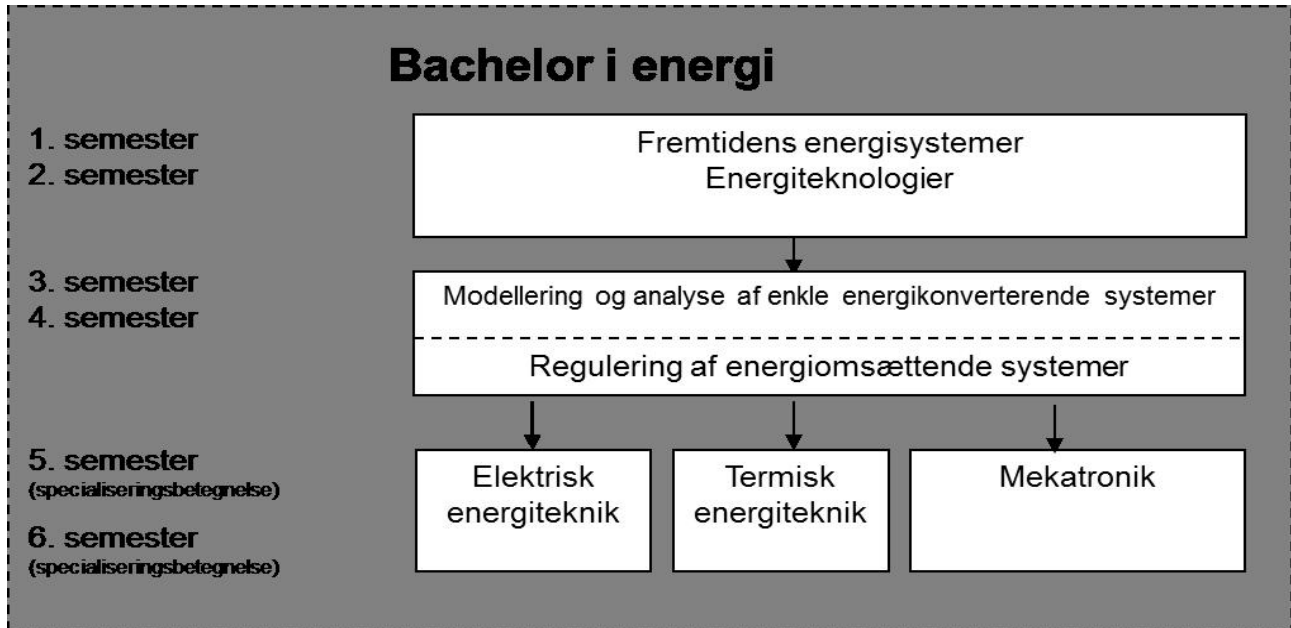 Bachelor i energi
1. semester
2. semester
Fremtidens energisystemer
Energiteknologier
3. semester
4. semester
Modellering og analyse af enkle energikonverterende systemer
Regulering af energiomsættende systemer
5. semester
(specialiseringsbetegnelse)
6. semester
(specialiseringsbetegnelse)
Elektrisk
energiteknik
Termisk
energiteknik
Mekatronik